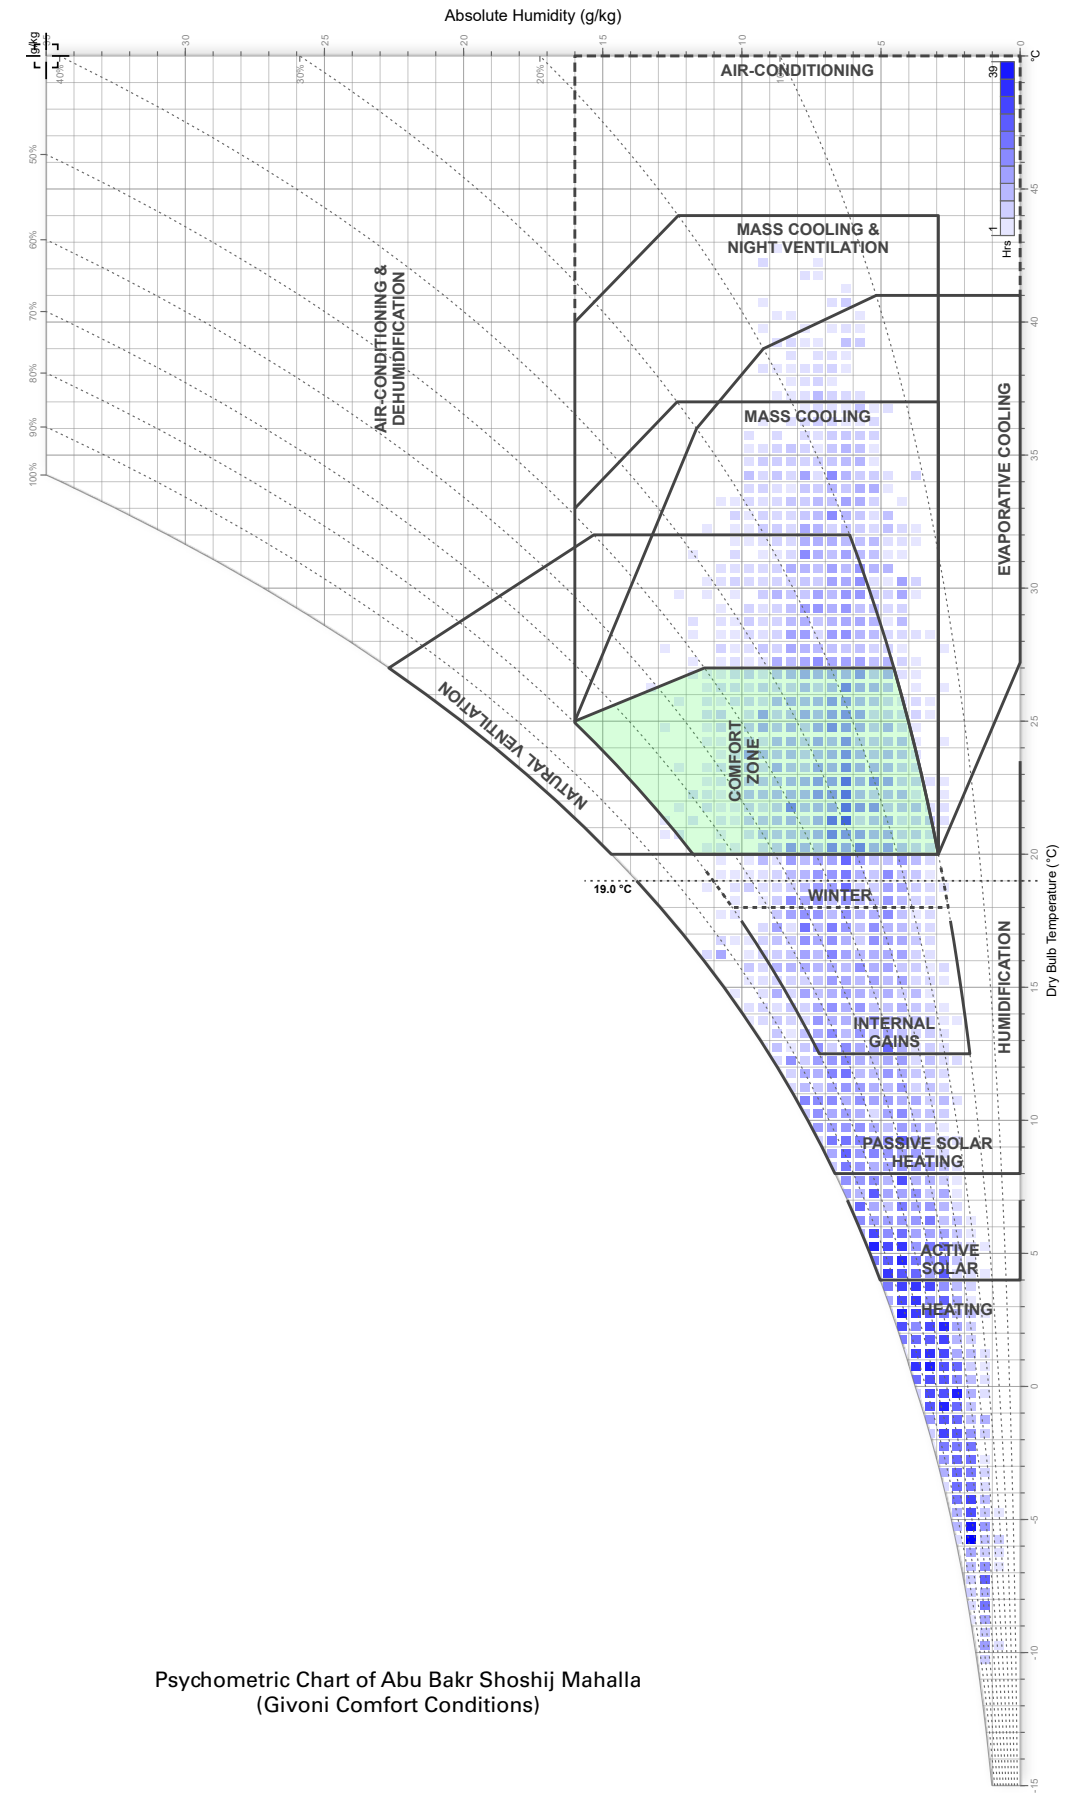 Absolute Humidity (g/kg)
g/kg
35
30
25
20
15
10
5
0
°C
40%
30%
20%
10%
50%
60%
70%
80%
90%
100%
AIR-CONDITIONING
39
1
Hrs
45
40
35
30
25
20
15
10
5
0
-5
-10
-15
MASS COOLING &
NIGHT VENTILATION
AIR-CONDITIONING &
DEHUMIDIFICATION
MASS COOLING
EVAPORATIVE COOLING
NATURAL VENTILATION
COMFORT
ZONE
19.0 °C
WINTER
Dry Bulb Temperature (°C)
HUMIDIFICATION
INTERNAL
GAINS
PASSIVE SOLAR
HEATING
ACTIVE
SOLAR
HEATING
Psychometric Chart of Abu Bakr Shoshij Mahalla
(Givoni Comfort Conditions)